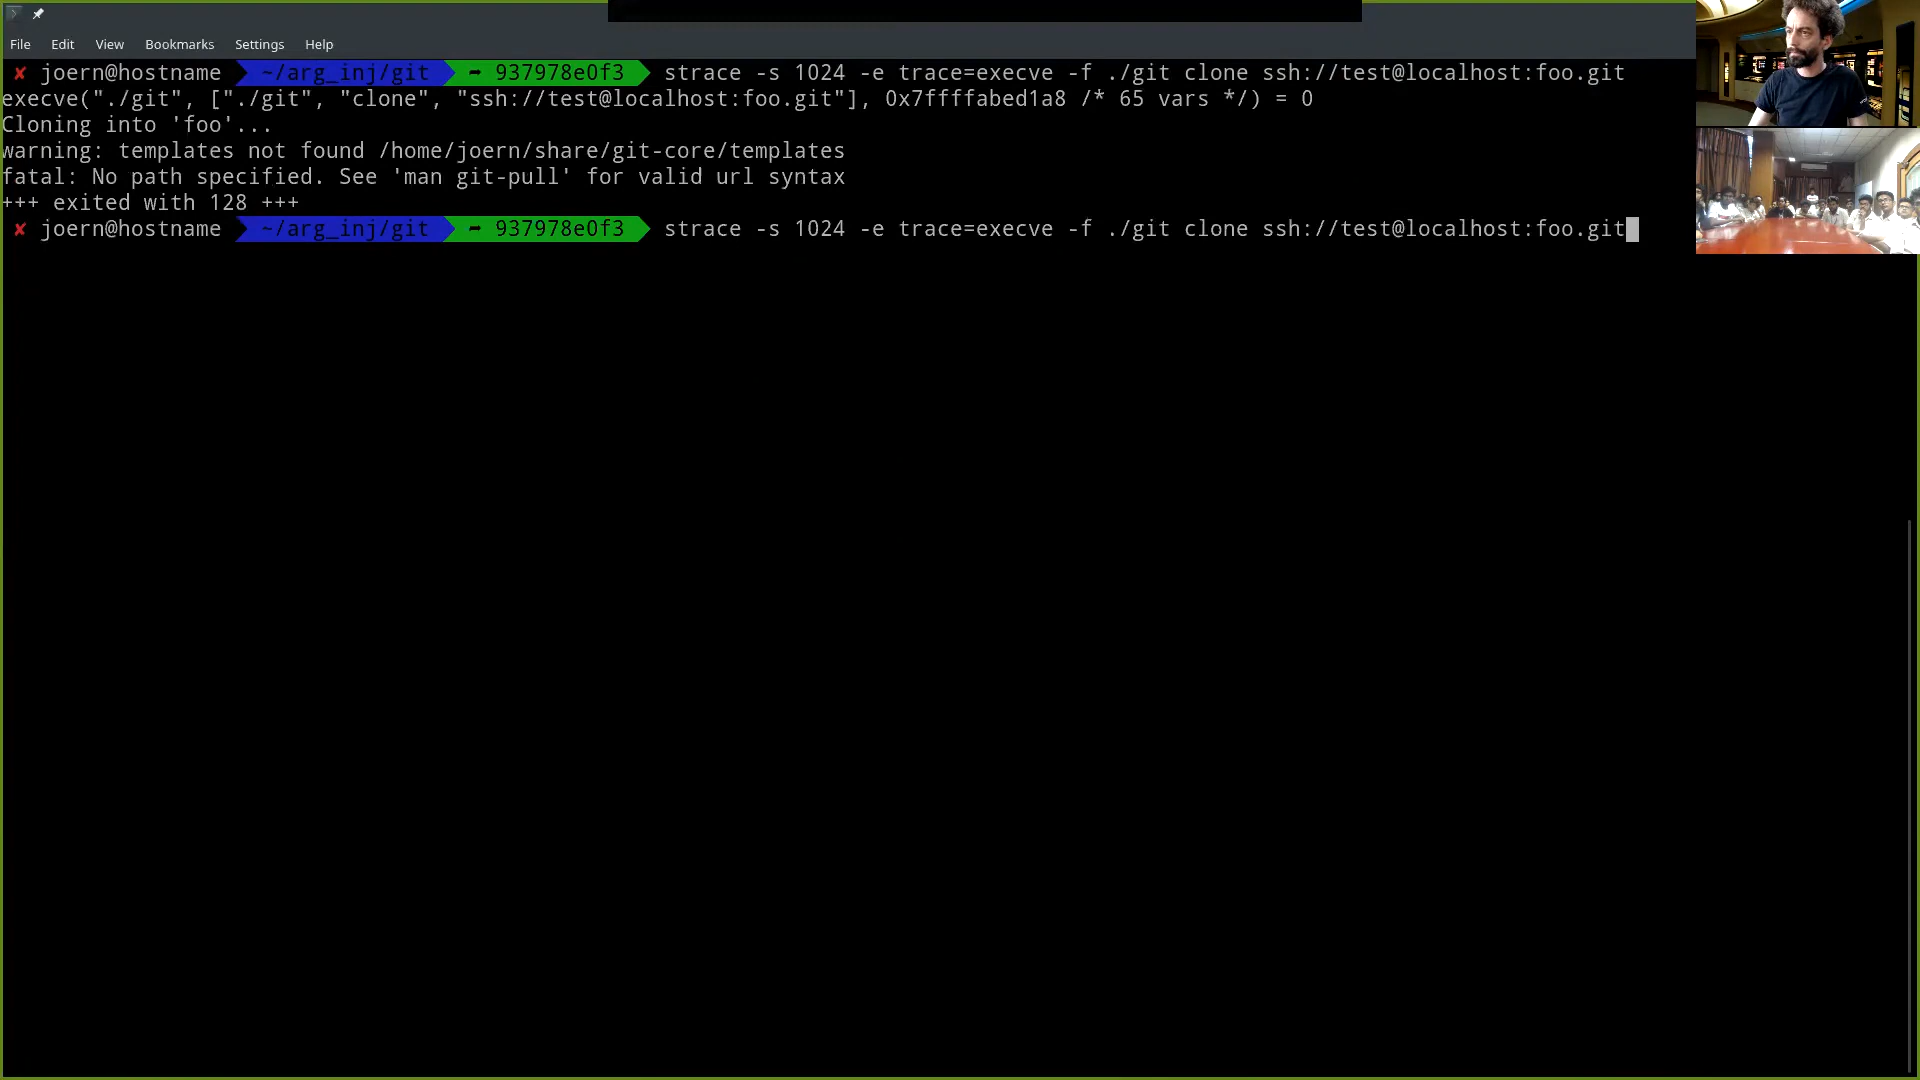 File Edit View Bookmarks Settings Help
✘ joern@hostname ~/arg_inj/git ➦ 937978e0f3 strace -s 1024 -e trace=execve -f ./git clone ssh://test@localhost:foo.git
execve("./git", ["./git", "clone", "ssh://test@localhost:foo.git"], 0x7ffffabed1a8 /* 65 vars */) = 0
Cloning into 'foo'...
warning: templates not found /home/joern/share/git-core/templates
fatal: No path specified. See 'man git-pull' for valid url syntax
+++ exited with 128 +++
✘ joern@hostname ~/arg_inj/git ➦ 937978e0f3 strace -s 1024 -e trace=execve -f ./git clone ssh://test@localhost:foo.git